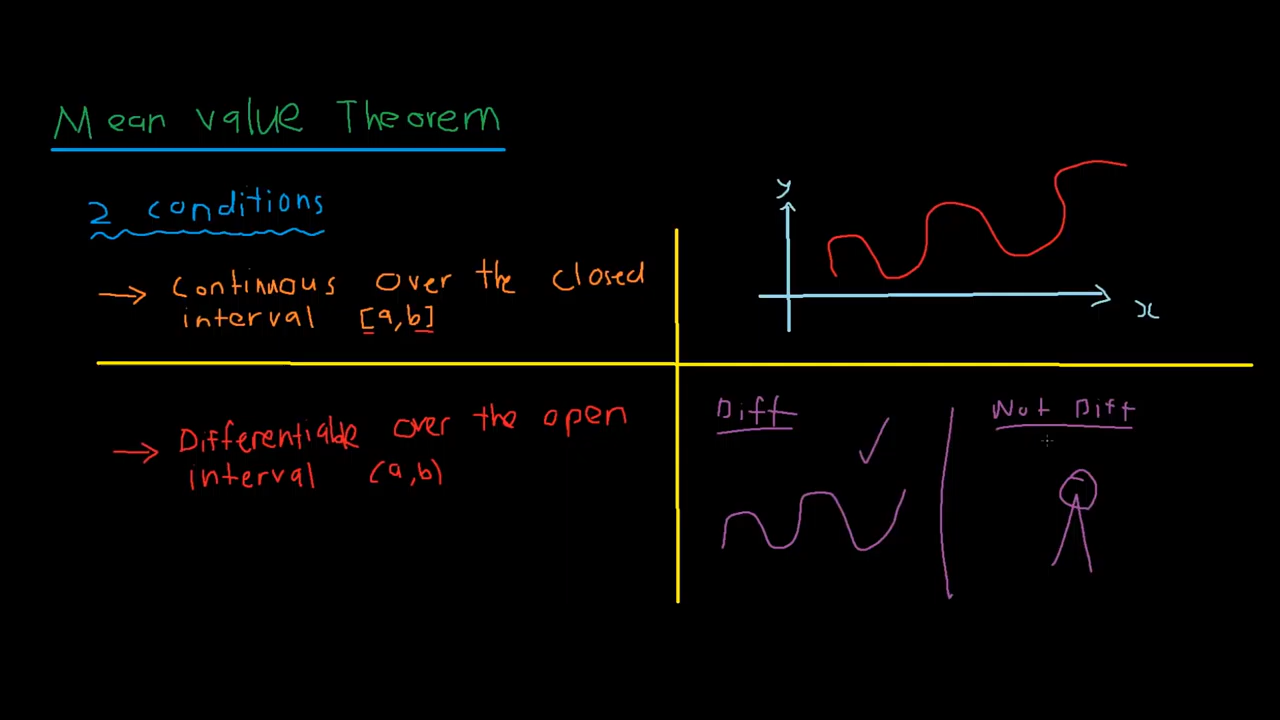 Mean value Theorem
2 conditions
→ Continuous over the closed
interval [a,b]
y
x
→ Differentiable over the open
interval (a,b)
Diff
Not Diff